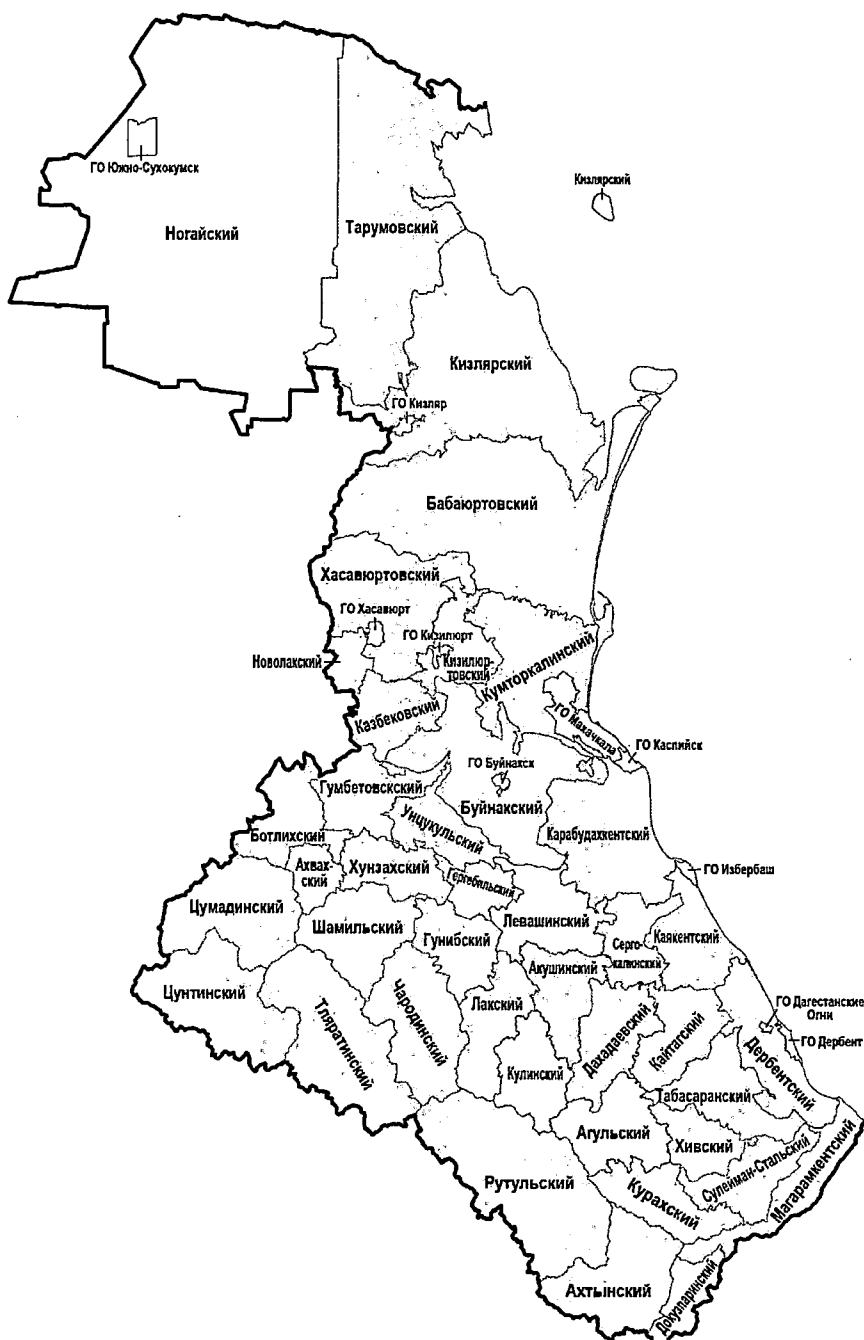 ГО Южно-Сухокумск
Кизлярский
Ногайский
Тарумовский
Кизлярский
ГО Кизляр
Бабаюртовский
Хасавюртовский
ГО Хасавюрт
ГО Кизилюрт
Новолакский
Кизилюр-
товский
Кумторкалинский
Казбековский
ГО Махачкала
ГО Каспийск
ГО Буйнакск
Гумбетовскский
Буйнакский
Унцукульский
Ботлихский
Карабудахкентский
Ахвах-
ский
Хунзахский
Гергебильский
ГО Избербаш
Цумадинский
Шамильский
Гунибский
Левашинский
Серго-
калинский
Каякентский
Акушинский
Цунтинский
Тляратинский
Чародинский
Лакский
Дахадаевский
Кайтагский
ГО Дагестанские
Огни
ГО Дербент
Дербентский
Кулинский
Табасаранский
Агульский
Хивский
Сулейман-Стальский
Магарамкентский
Рутульский
Курахский
Ахтынский
Докузпаринский